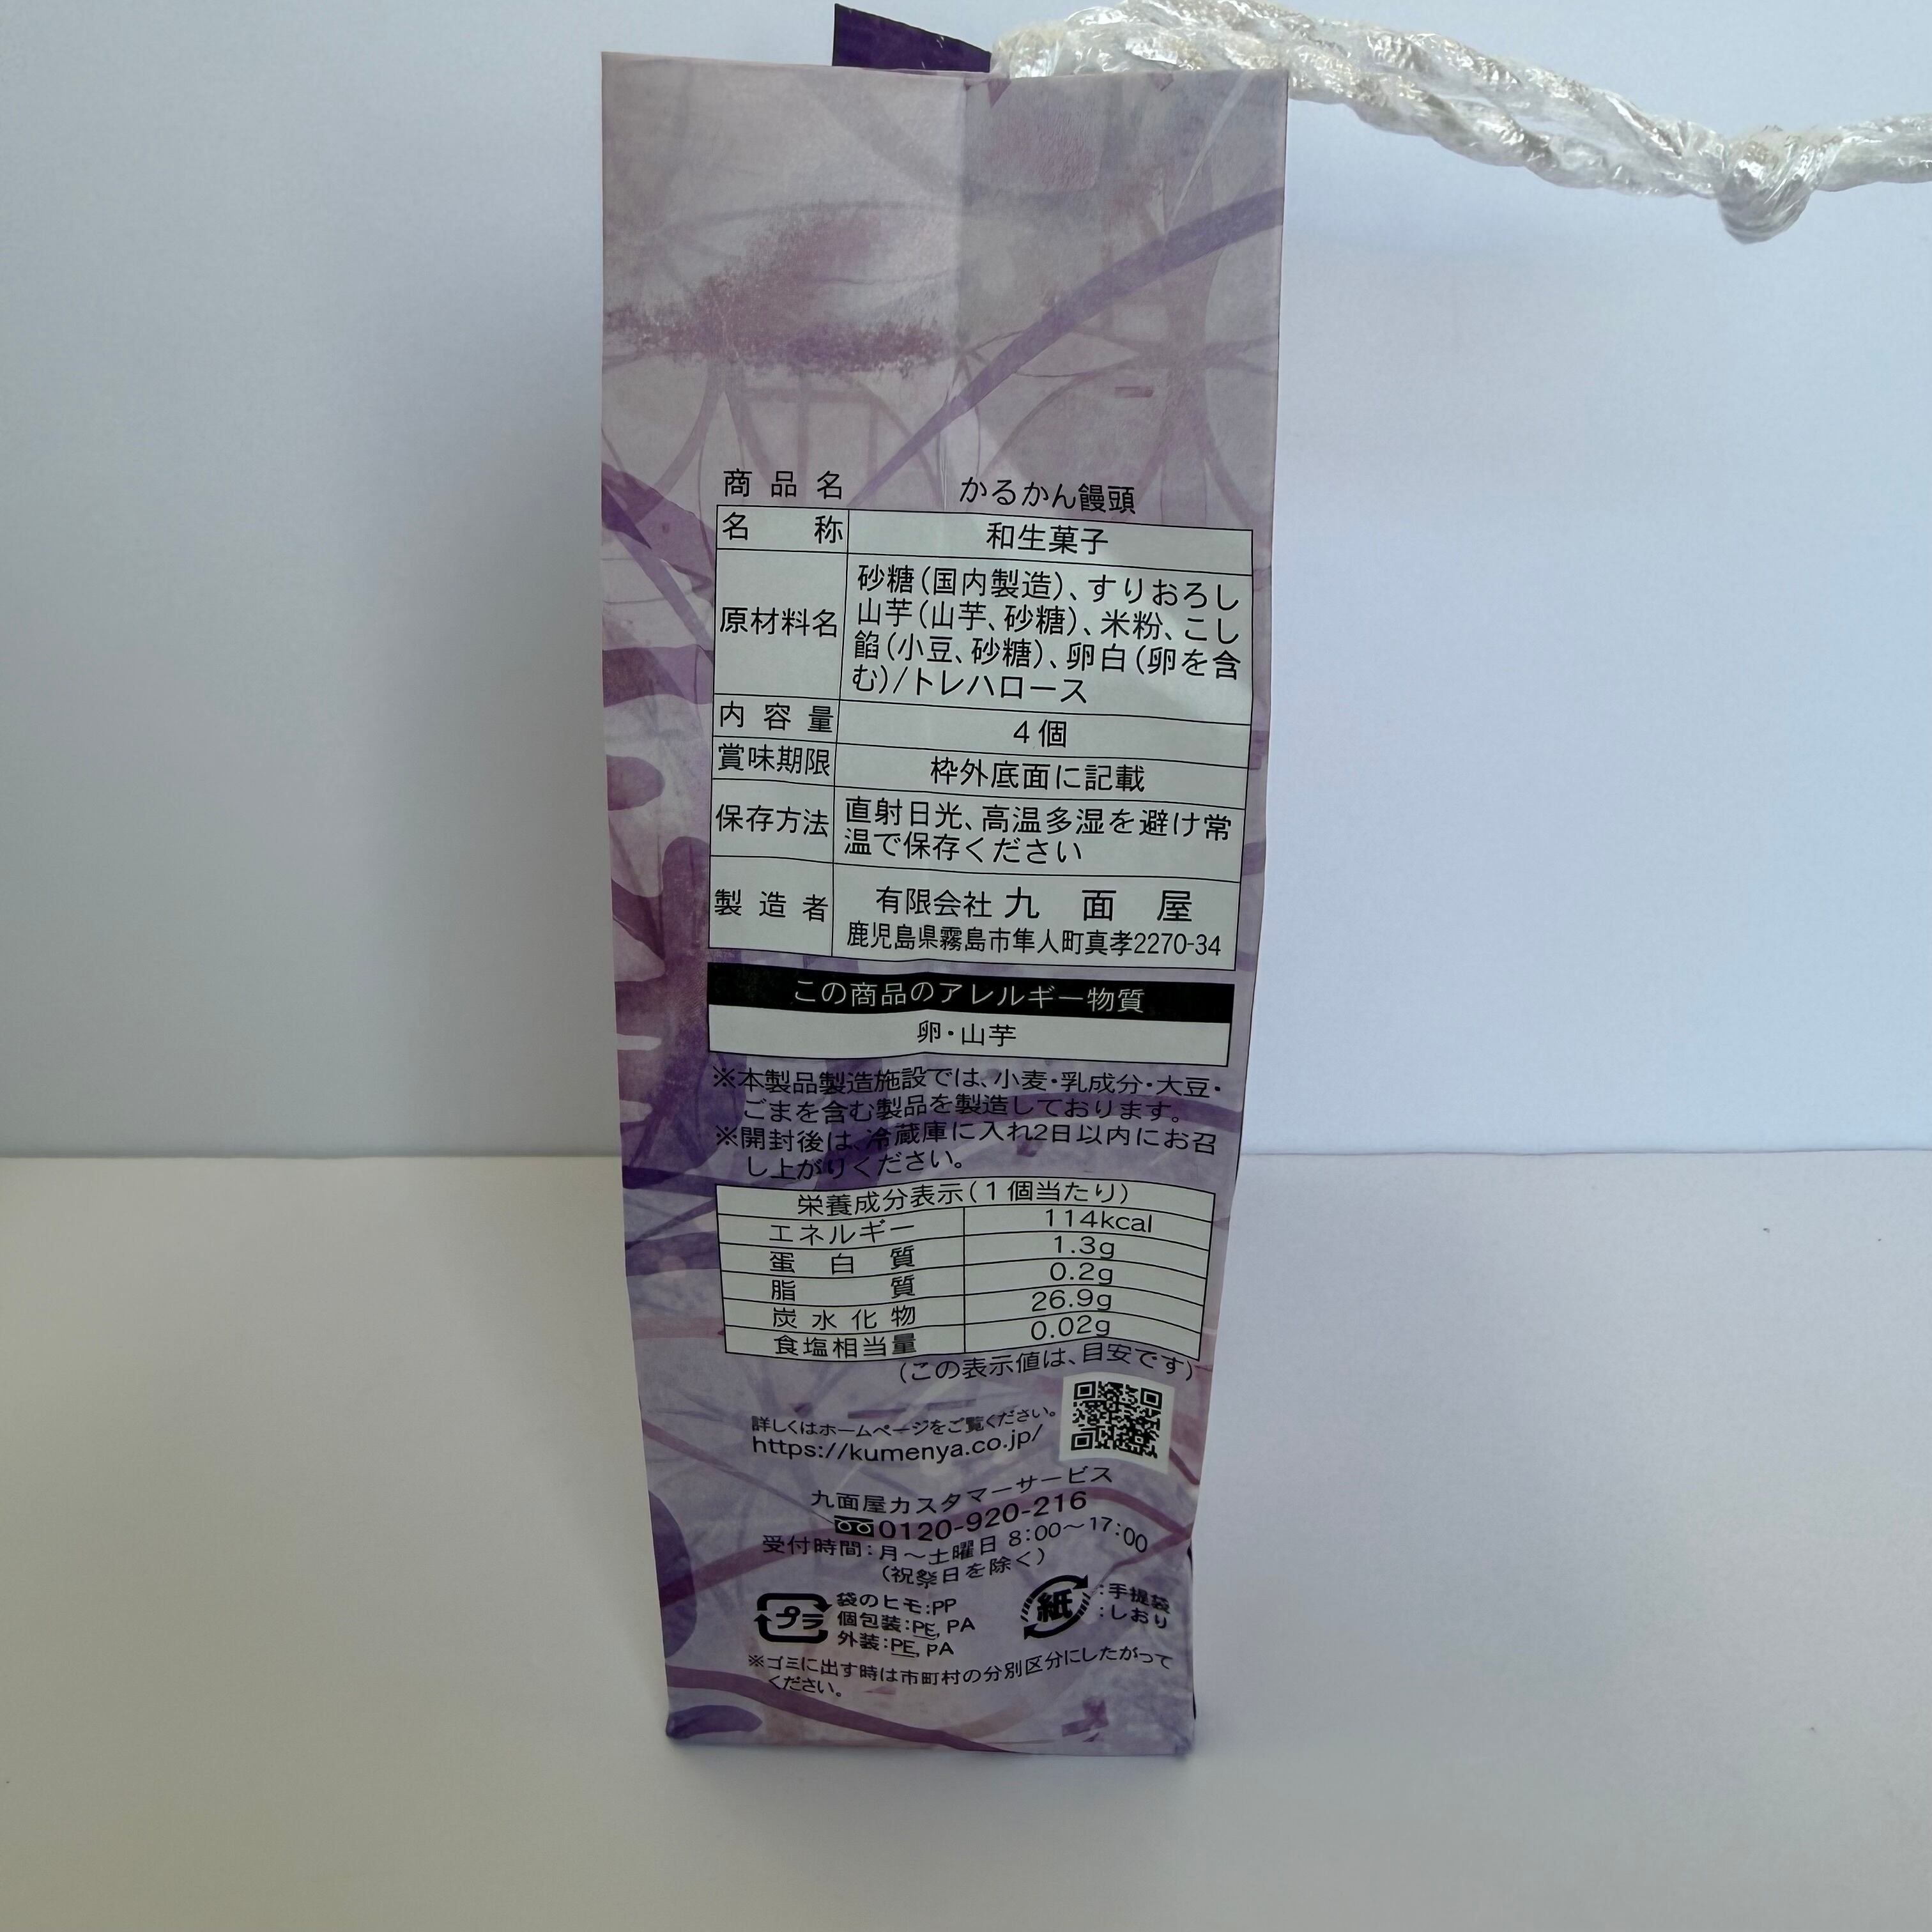 商品名 かるかん饅頭
名称 和生菓子
原材料名 砂糖(国内製造)、すりおろし
山芋(山芋、砂糖)、米粉、こし
餡(小豆、砂糖)、卵白(卵を含
む)/トレハロース
内容量 4個
賞味期限 枠外底面に記載
保存方法 直射日光、高温多湿を避け常
温で保存ください
製造者 有限会社 九面屋
鹿児島県霧島市隼人町真孝2270-34
この商品のアレルギー物質
卵・山芋
※本製品製造施設では、小麦・乳成分・大豆・
ごまを含む製品を製造しております。
※開封後は、冷蔵庫に入れ2日以内にお召
し上がりください。
栄養成分表示(1個当たり)
エネルギー 114kcal
蛋白質 1.3g
脂質 0.2g
炭水化物 26.9g
食塩相当量 0.02g
(この表示値は、目安です)
詳しくはホームページをご覧ください。
https://kumenya.co.jp/
九面屋カスタマーサービス
0120-920-216
受付時間:月〜土曜日 8:00〜17:00
(祝祭日を除く)
プラ 袋のヒモ:PP
個包装:PE, PA
外装:PE, PA
紙 :手提袋
:しおり
※ゴミに出す時は市町村の分別区分にしたがって
ください。